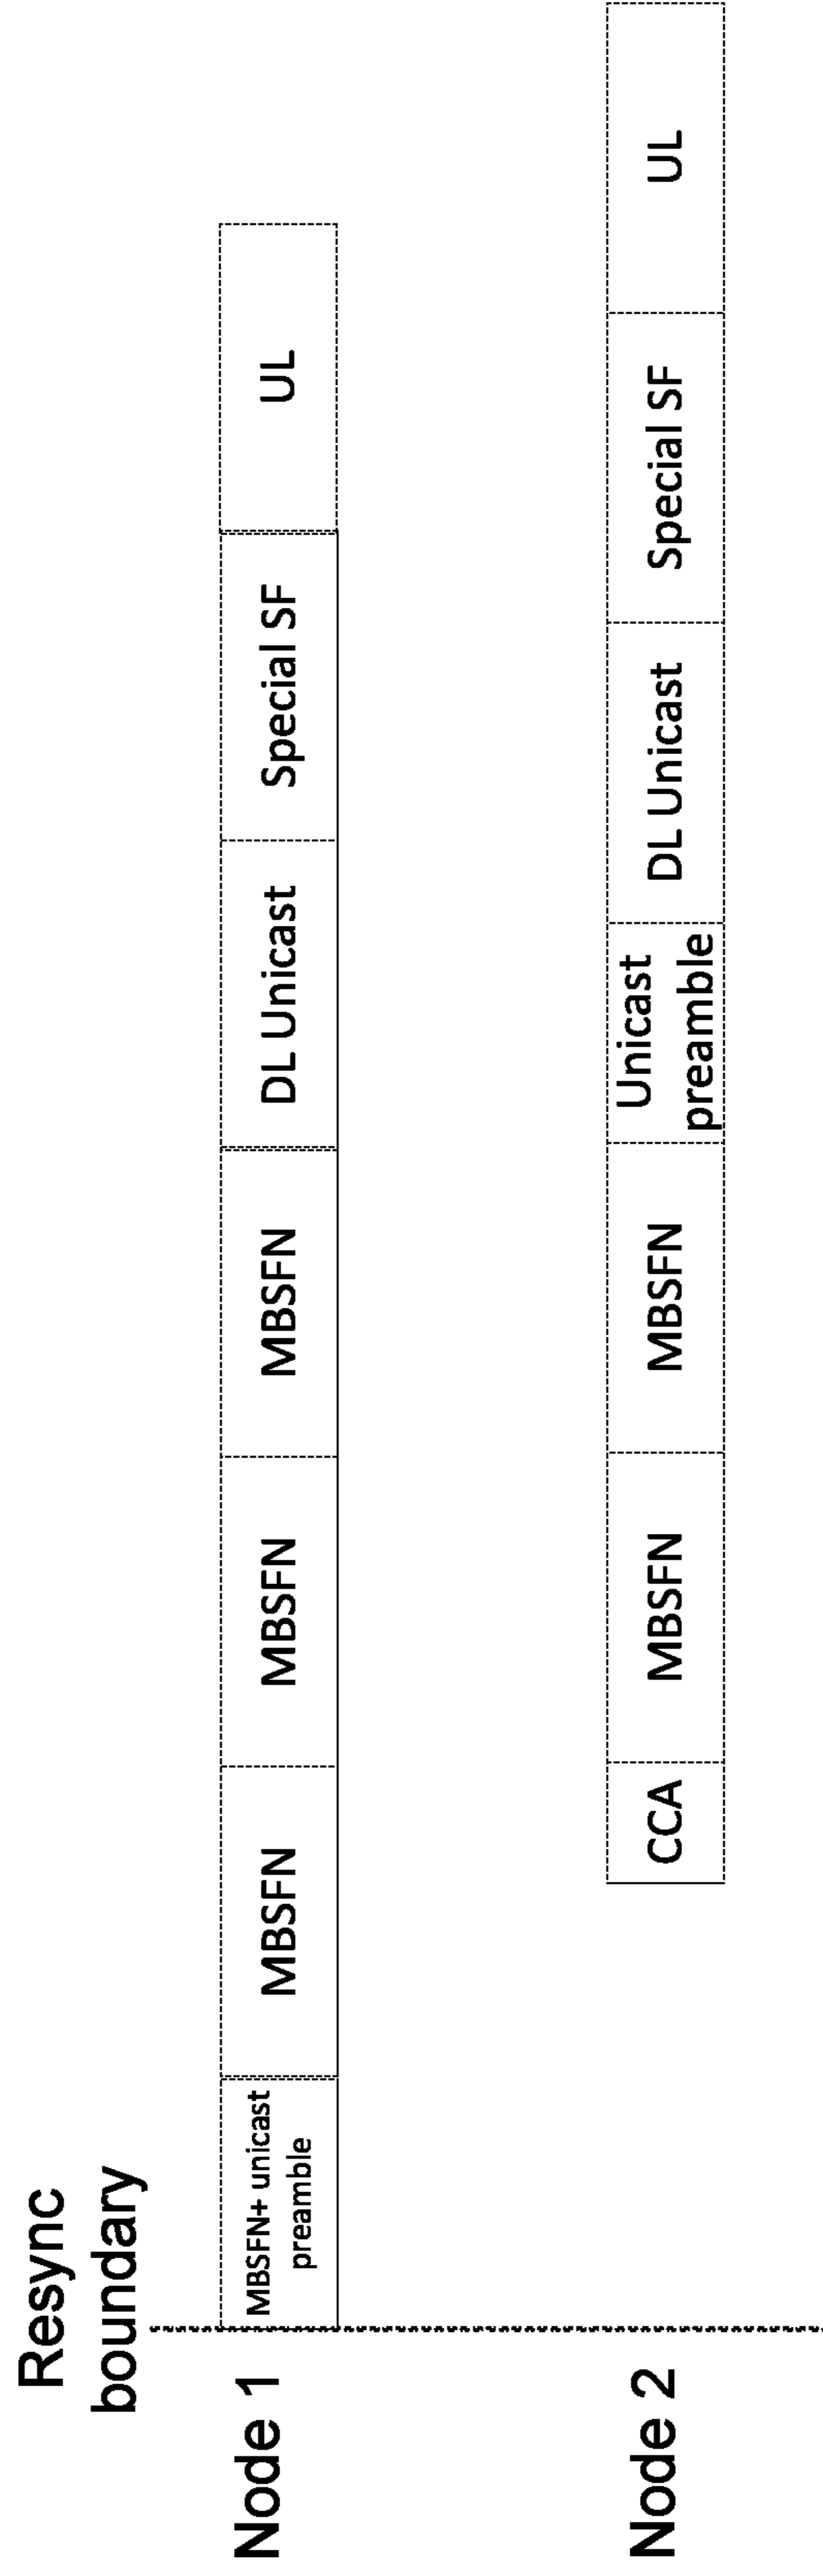 Resync
boundary
Node 1
MBSFN+ unicast
preamble
MBSFN
MBSFN
MBSFN
DL Unicast
Special SF
UL
Node 2
CCA
MBSFN
MBSFN
Unicast
preamble
DL Unicast
Special SF
UL